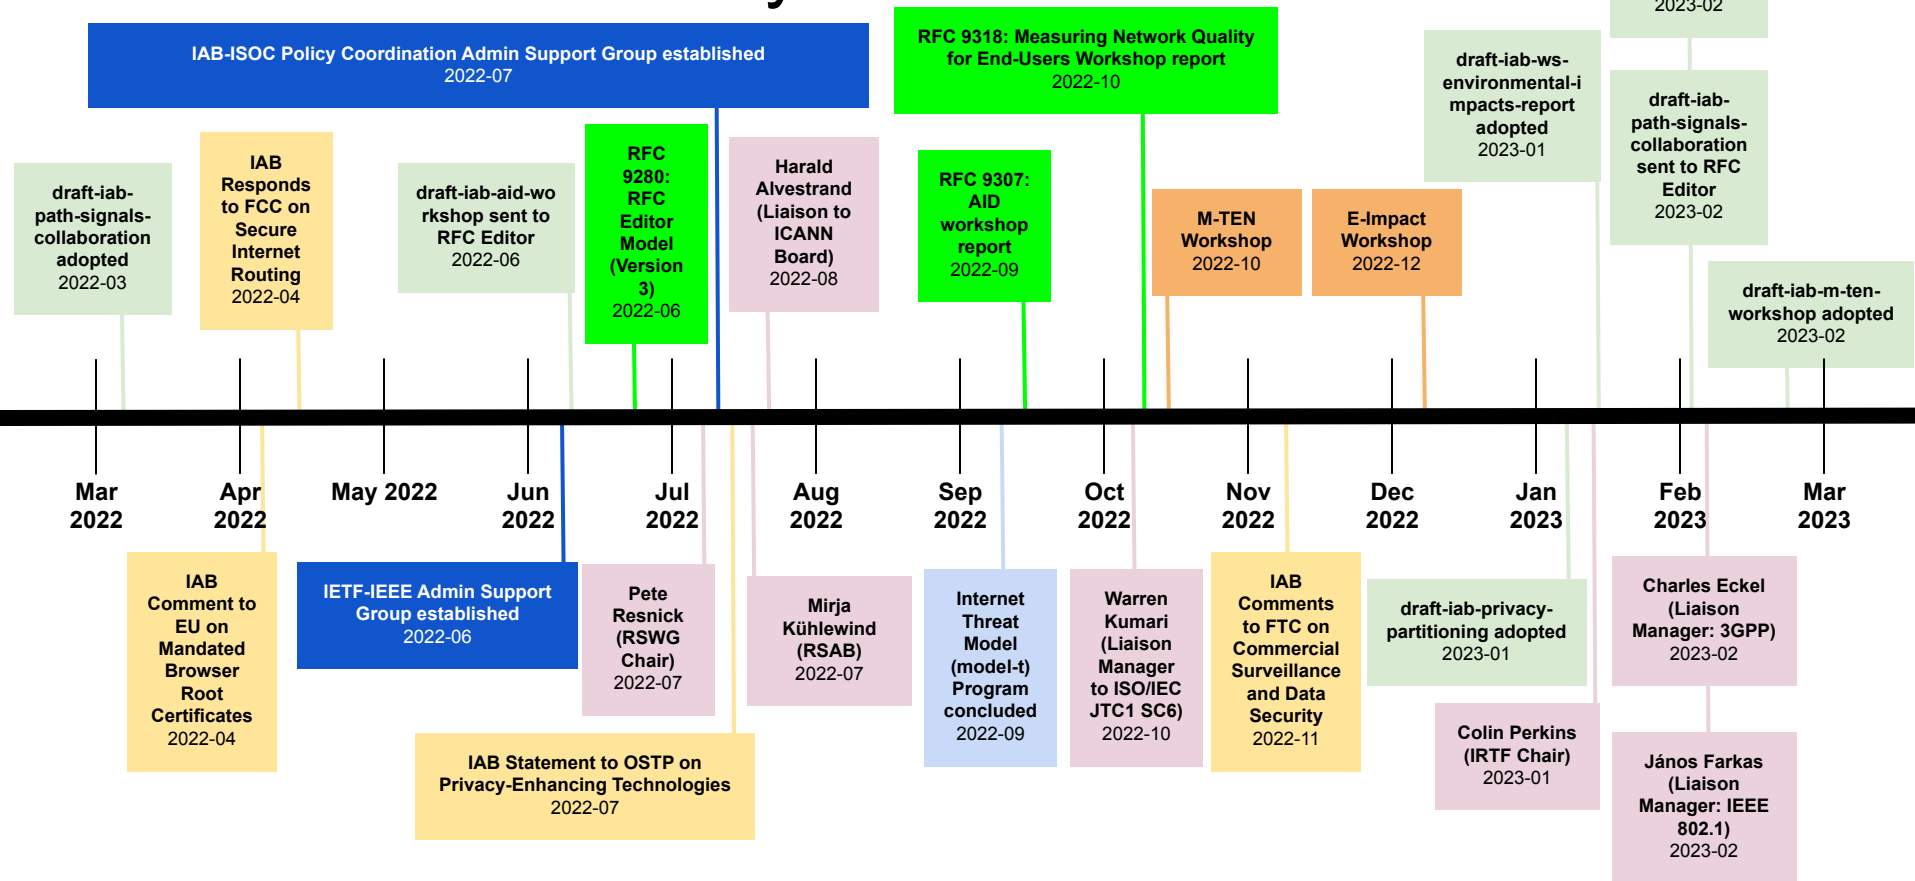 2023-02
IAB-ISOC Policy Coordination Admin Support Group established
2022-07
RFC 9318: Measuring Network Quality
for End-Users Workshop report
2022-10
draft-iab-ws-
environmental-i
mpacts-report
adopted
2023-01
draft-iab-
path-signals-
collaboration
sent to RFC
Editor
2023-02
draft-iab-
path-signals-
collaboration
adopted
2022-03
IAB
Responds
to FCC on
Secure
Internet
Routing
2022-04
draft-iab-aid-wo
rkshop sent to
RFC Editor
2022-06
RFC
9280:
RFC
Editor
Model
(Version
3)
2022-06
Harald
Alvestrand
(Liaison to
ICANN
Board)
2022-08
RFC 9307:
AID
workshop
report
2022-09
M-TEN
Workshop
2022-10
E-Impact
Workshop
2022-12
draft-iab-m-ten-
workshop adopted
2023-02
Mar
2022
Apr
2022
May 2022
Jun
2022
Jul
2022
Aug
2022
Sep
2022
Oct
2022
Nov
2022
Dec
2022
Jan
2023
Feb
2023
Mar
2023
IAB
Comment to
EU on
Mandated
Browser
Root
Certificates
2022-04
IETF-IEEE Admin Support
Group established
2022-06
Pete
Resnick
(RSWG
Chair)
2022-07
Mirja
Kühlewind
(RSAB)
2022-07
Internet
Threat
Model
(model-t)
Program
concluded
2022-09
Warren
Kumari
(Liaison
Manager
to ISO/IEC
JTC1 SC6)
2022-10
IAB
Comments
to FTC on
Commercial
Surveillance
and Data
Security
2022-11
draft-iab-privacy-
partitioning adopted
2023-01
Charles Eckel
(Liaison
Manager: 3GPP)
2023-02
IAB Statement to OSTP on
Privacy-Enhancing Technologies
2022-07
Colin Perkins
(IRTF Chair)
2023-01
János Farkas
(Liaison
Manager: IEEE
802.1)
2023-02